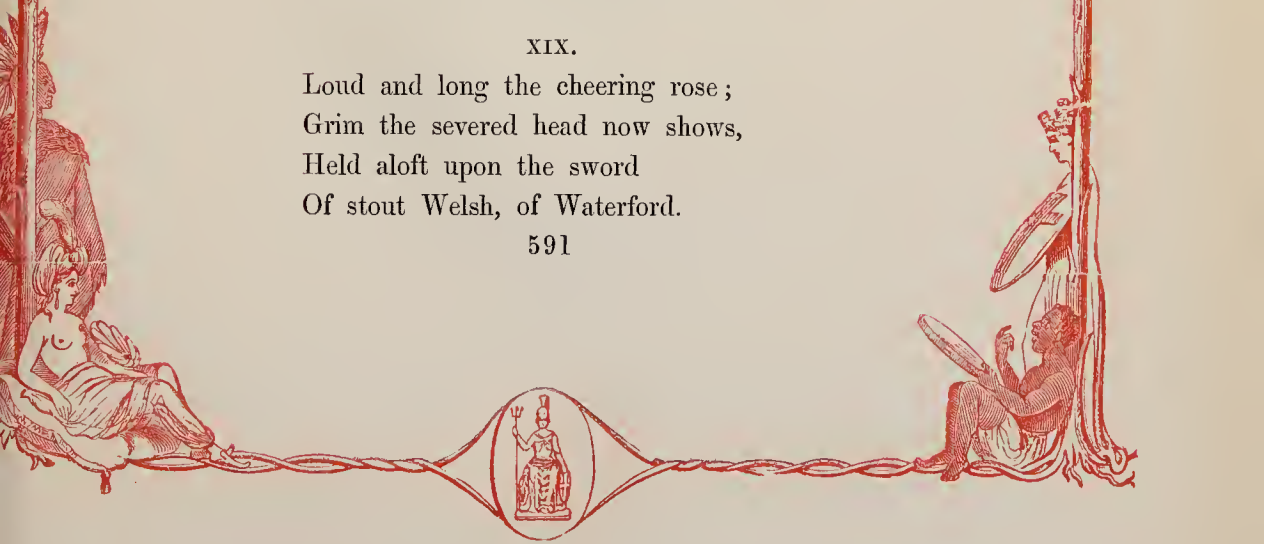 XIX.
Loud and long the cheering rose;
Grim the severed head now shows,
Held aloft upon the sword
Of stout Welsh, of Waterford.
591